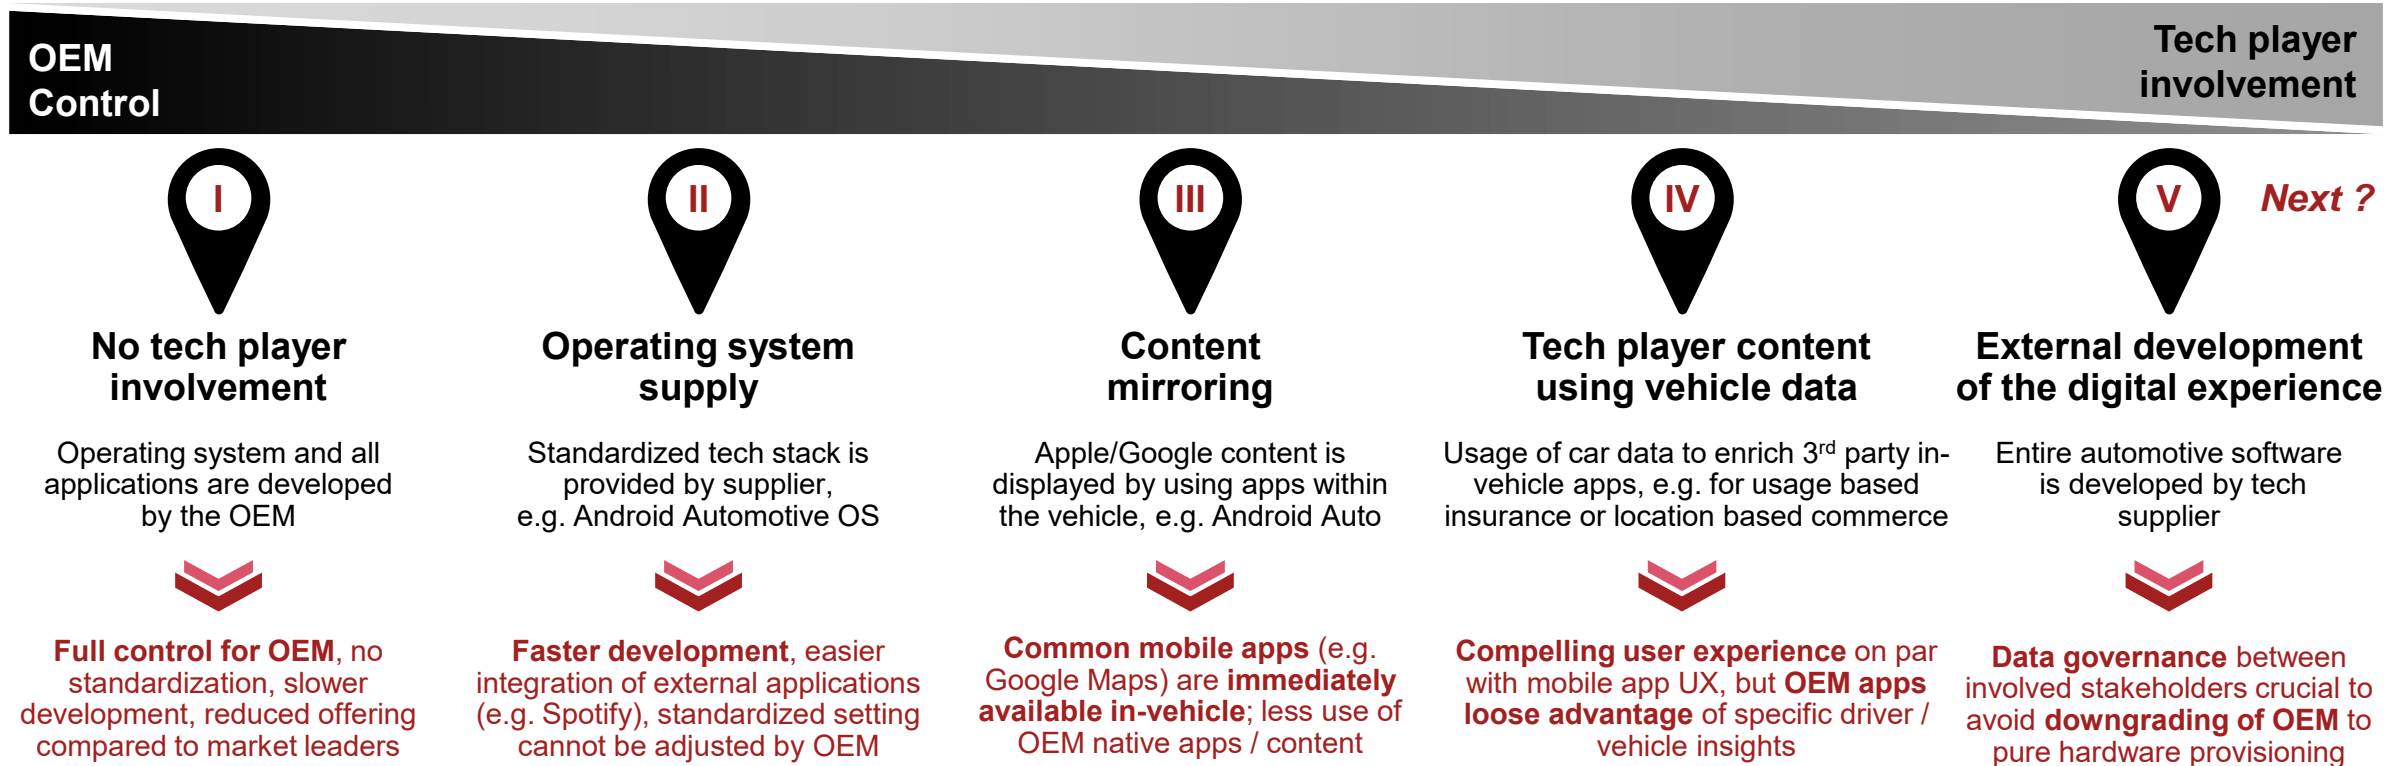 OEM
Control
Tech player
involvement
I
II
III
IV
V
Next ?
No tech player
involvement
Operating system and all
applications are developed
by the OEM
Full control for OEM, no
standardization, slower
development, reduced offering
compared to market leaders
Operating system
supply
Standardized tech stack is
provided by supplier,
e.g. Android Automotive OS
Faster development, easier
integration of external applications
(e.g. Spotify), standardized setting
cannot be adjusted by OEM
Content
mirroring
Apple/Google content is
displayed by using apps within
the vehicle, e.g. Android Auto
Common mobile apps (e.g.
Google Maps) are immediately
available in-vehicle; less use of
OEM native apps / content
Tech player content
using vehicle data
Usage of car data to enrich 3rd party in-
vehicle apps, e.g. for usage based
insurance or location based commerce
Compelling user experience on par
with mobile app UX, but OEM apps
loose advantage of specific driver /
vehicle insights
External development
of the digital experience
Entire automotive software
is developed by tech
supplier
Data governance between
involved stakeholders crucial to
avoid downgrading of OEM to
pure hardware provisioning